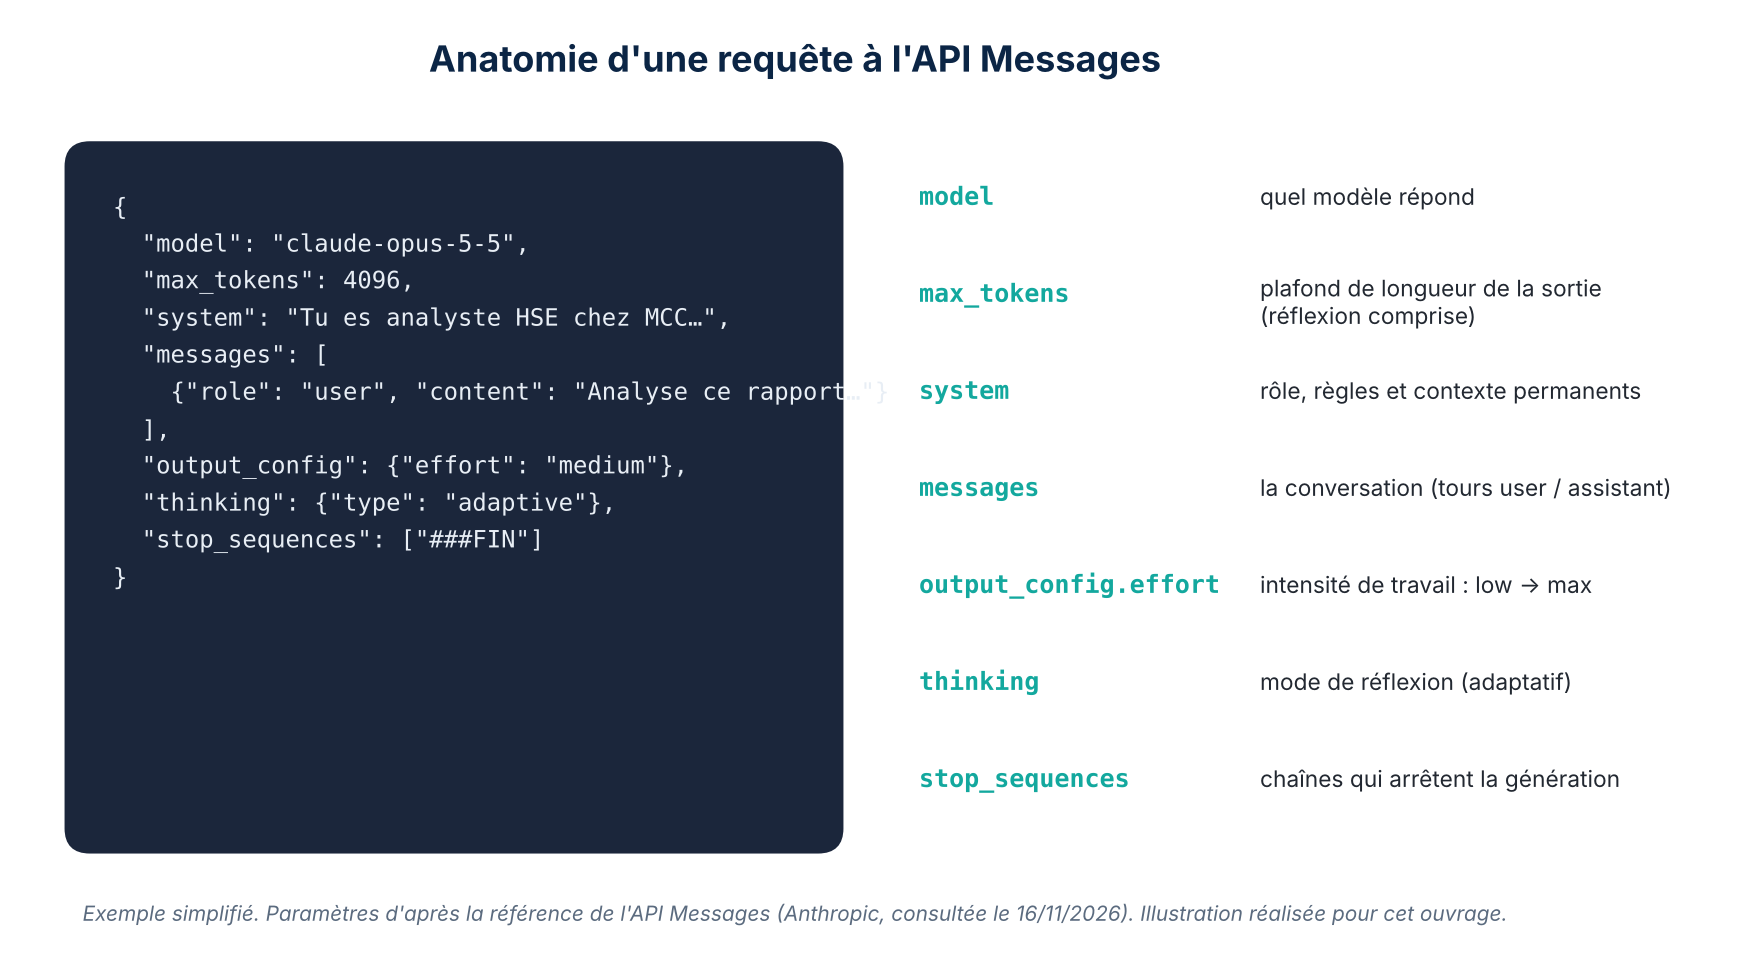 Anatomie d'une requête à l'API Messages
{
"model": "claude-opus-5-5",
"max_tokens": 4096,
"system": "Tu es analyste HSE chez MCC…",
"messages": [
{"role": "user", "content": "Analyse ce rapport…"}
],
"output_config": {"effort": "medium"},
"thinking": {"type": "adaptive"},
"stop_sequences": ["###FIN"]
}
model quel modèle répond
max_tokens plafond de longueur de la sortie
(réflexion comprise)
system rôle, règles et contexte permanents
messages la conversation (tours user / assistant)
output_config.effort intensité de travail : low → max
thinking mode de réflexion (adaptatif)
stop_sequences chaînes qui arrêtent la génération
Exemple simplifié. Paramètres d'après la référence de l'API Messages (Anthropic, consultée le 16/11/2026). Illustration réalisée pour cet ouvrage.